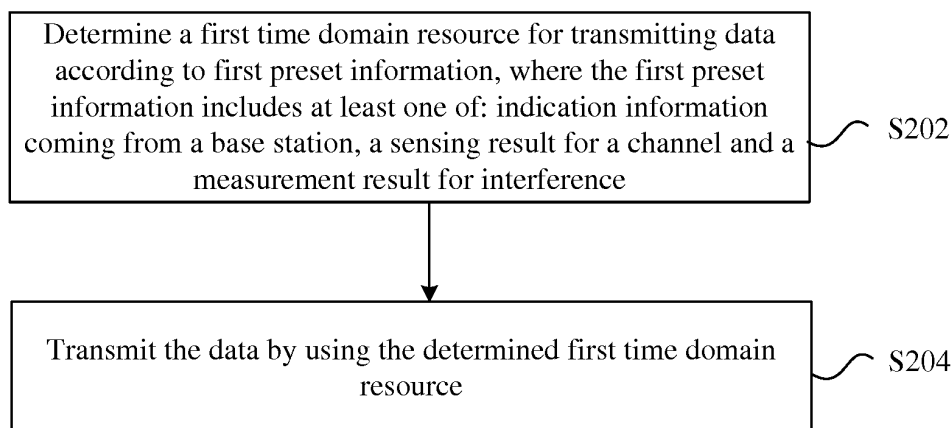 Determine a first time domain resource for transmitting data
according to first preset information, where the first preset
information includes at least one of: indication information
coming from a base station, a sensing result for a channel and a
measurement result for interference
S202
Transmit the data by using the determined first time domain
resource
S204